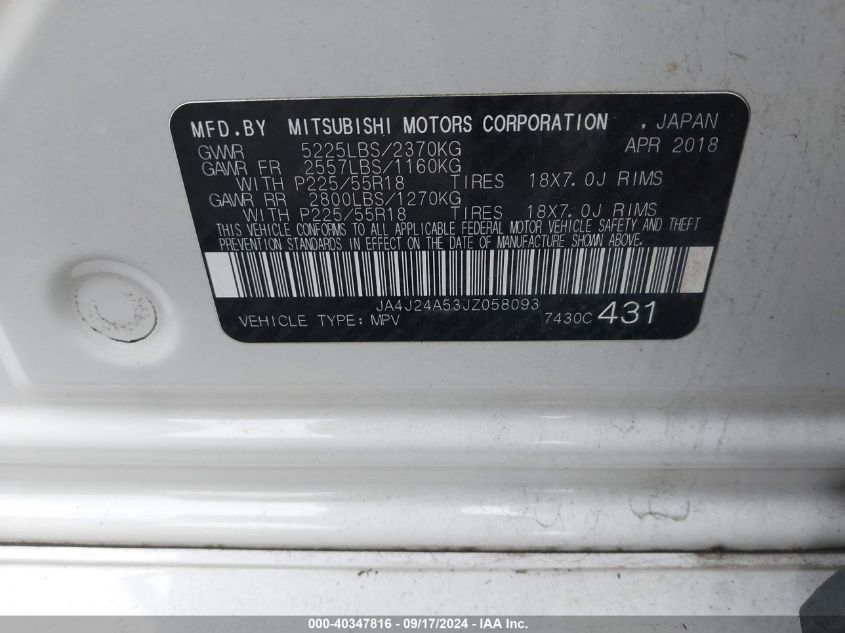 MFD.BY MITSUBISHI MOTORS CORPORATION , JAPAN
GVWR 5225LBS/2370KG APR 2018
GAWR FR 2557LBS/1160KG
WITH P225/55R18 TIRES 18X7.0J RIMS
GAWR RR 2800LBS/1270KG
WITH P225/55R18 TIRES 18X7.0J RIMS
THIS VEHICLE CONFORMS TO ALL APPLICABLE FEDERAL MOTOR VEHICLE SAFETY AND THEFT
PREVENTION STANDARDS IN EFFECT ON THE DATE OF MANUFACTURE SHOWN ABOVE.
JA4J24A53JZ058093
VEHICLE TYPE: MPV 7430C 431
000-40347816 - 09/17/2024 - IAA Inc.